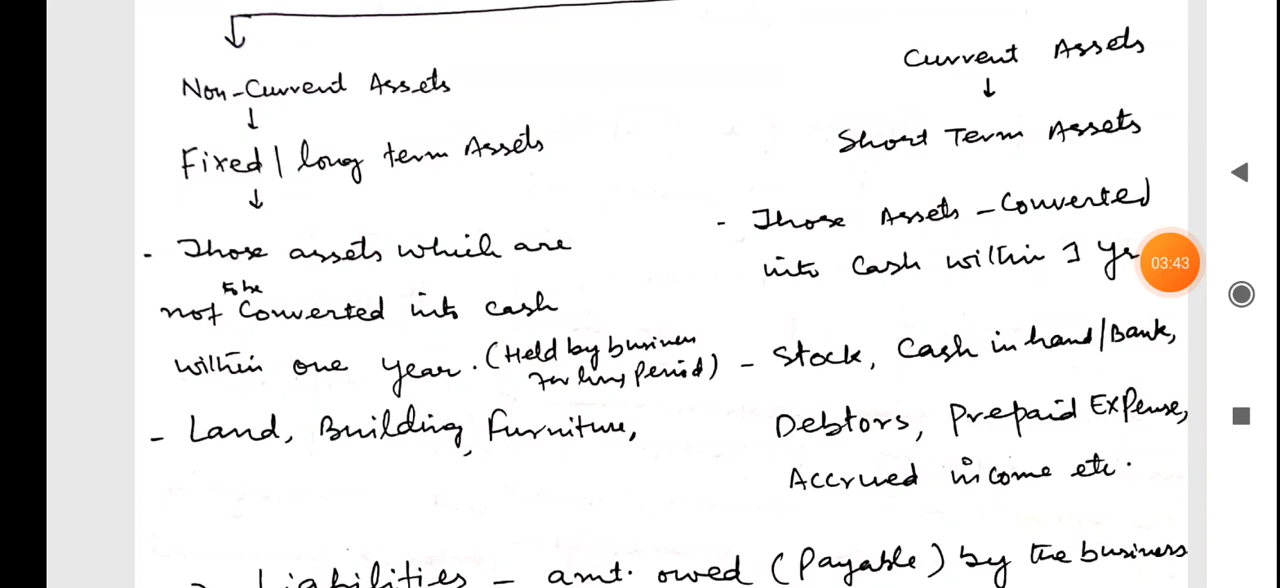 Non-Current Assets
↓
Fixed | long term Assets
↓
- Those assets which are
to be
not Converted into cash
within one year. (Held by business
for long period)
- Land, Building, Furniture,
Current Assets
↓
Short Term Assets
- Those Assets - Converted
into Cash within 1 Yr
03:43
- Stock, Cash in hand/Bank,
Debtors, Prepaid Expense,
Accrued income etc.
Liabilities - amt. owed (Payable) by the business